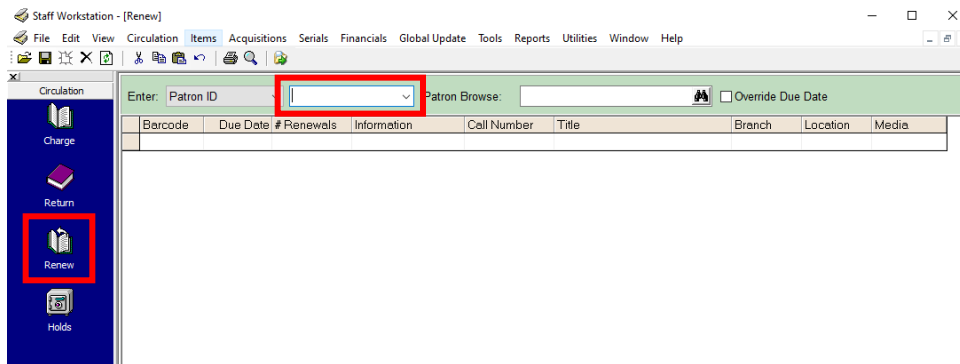 Staff Workstation - [Renew]
File Edit View Circulation Items Acquisitions Serials Financials Global Update Tools Reports Utilities Window Help
Circulation
Enter: Patron ID Patron Browse: Override Due Date
Barcode Due Date # Renewals Information Call Number Title Branch Location Media
Charge
Return
Renew
Holds